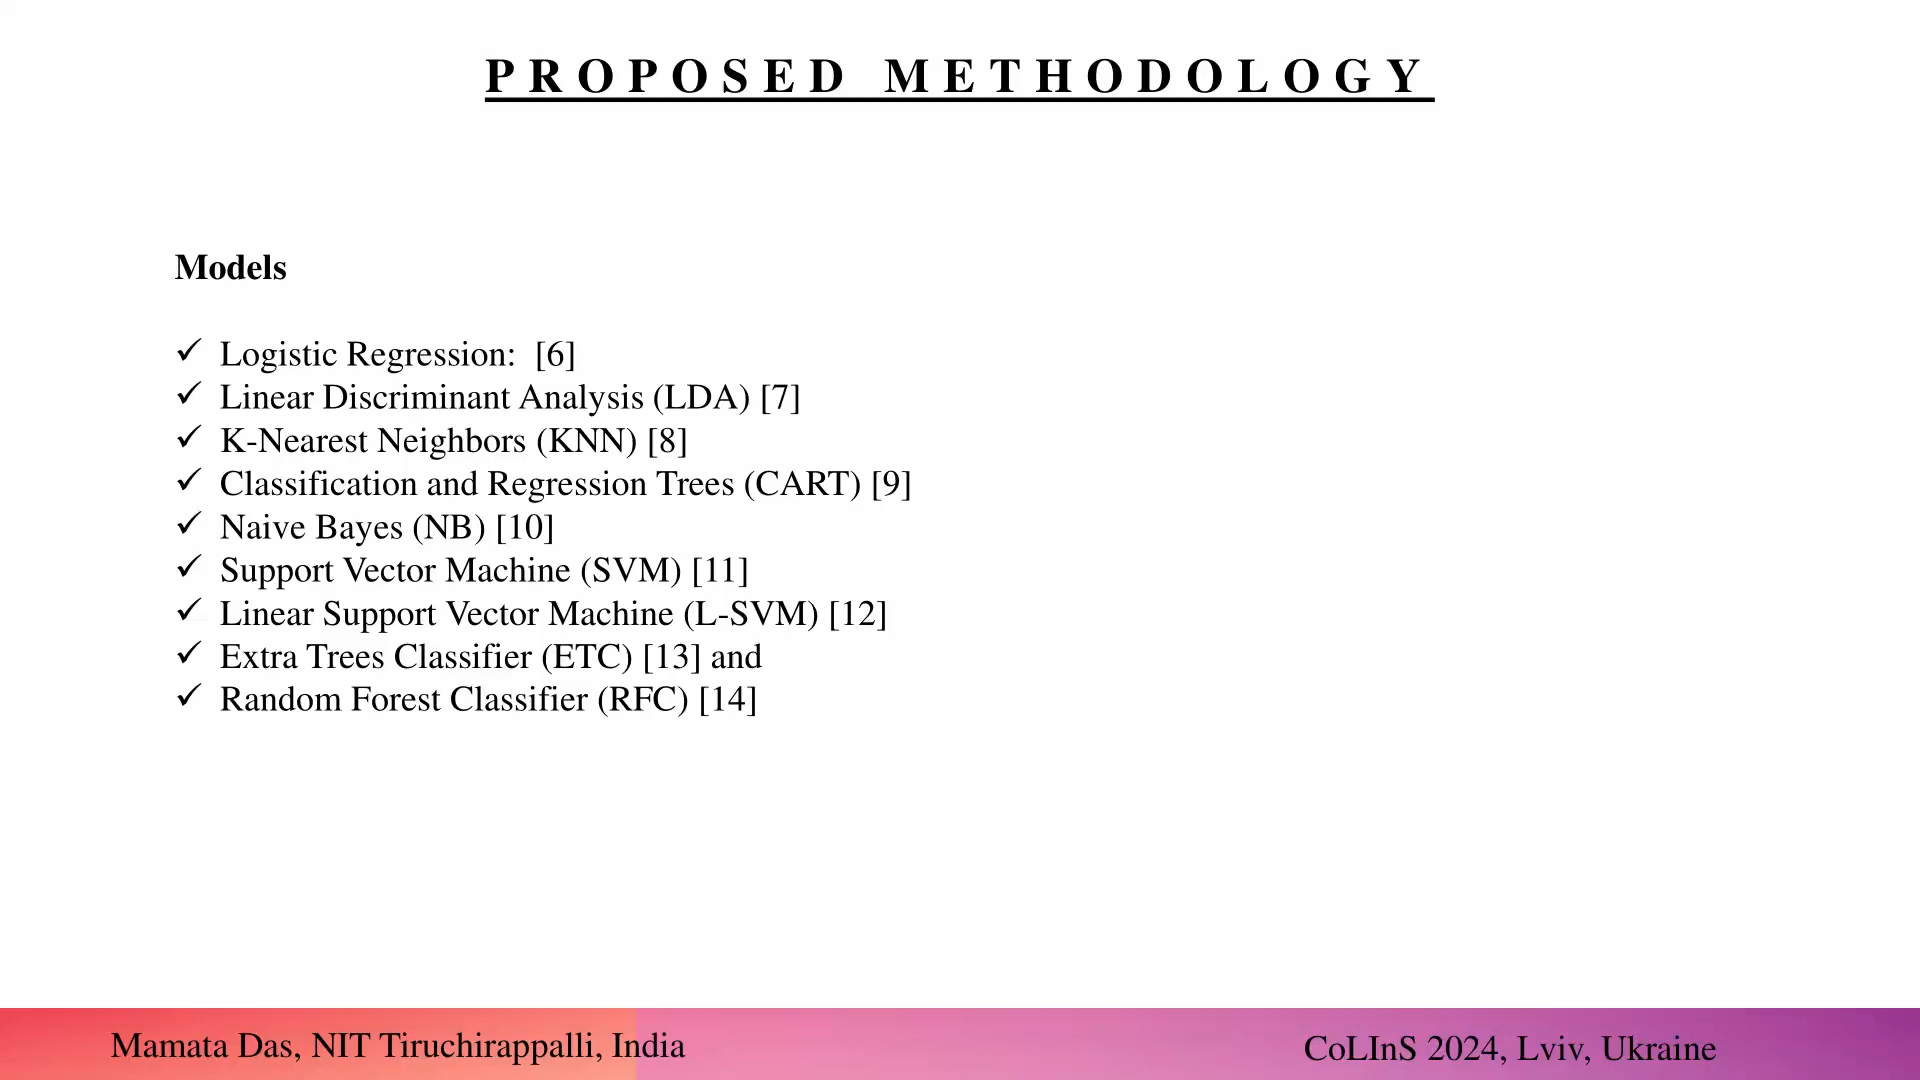 PROPOSED METHODOLOGY
Models
✓ Logistic Regression:  [6]
✓ Linear Discriminant Analysis (LDA) [7]
✓ K-Nearest Neighbors (KNN) [8]
✓ Classification and Regression Trees (CART) [9]
✓ Naive Bayes (NB) [10]
✓ Support Vector Machine (SVM) [11]
✓ Linear Support Vector Machine (L-SVM) [12]
✓ Extra Trees Classifier (ETC) [13] and
✓ Random Forest Classifier (RFC) [14]
Mamata Das, NIT Tiruchirappalli, India
CoLInS 2024, Lviv, Ukraine